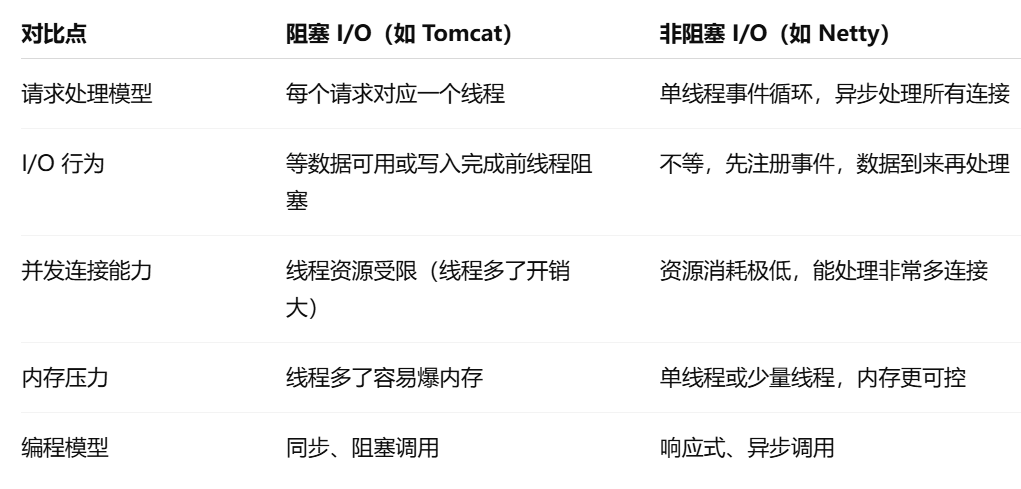 对比点 阻塞 I/O（如 Tomcat） 非阻塞 I/O（如 Netty）
请求处理模型 每个请求对应一个线程 单线程事件循环，异步处理所有连接
I/O 行为 等数据可用或写入完成前线程阻 不等，先注册事件，数据到来再处理
塞
并发连接能力 线程资源受限（线程多了开销 资源消耗极低，能处理非常多连接
大）
内存压力 线程多了容易爆内存 单线程或少量线程，内存更可控
编程模型 同步、阻塞调用 响应式、异步调用